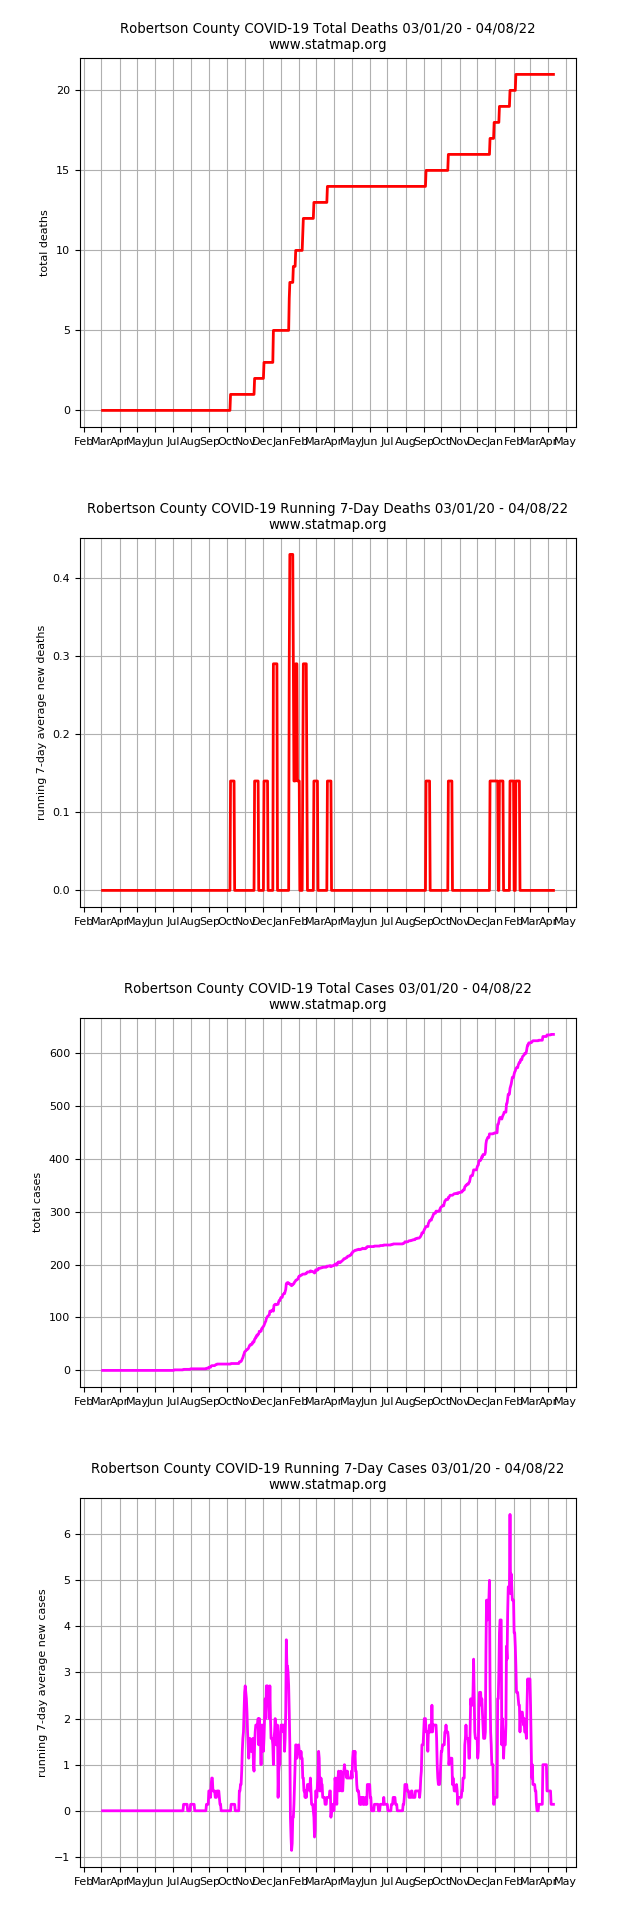 Robertson County COVID-19 Total Deaths 03/01/20 - 04/08/22
www.statmap.org
20
15
10
5
0
total deaths
Feb Mar Apr May Jun Jul Aug Sep Oct Nov Dec Jan Feb Mar Apr May Jun Jul Aug Sep Oct Nov Dec Jan Feb Mar Apr May
Robertson County COVID-19 Running 7-Day Deaths 03/01/20 - 04/08/22
www.statmap.org
0.4
0.3
0.2
0.1
0.0
running 7-day average new deaths
Feb Mar Apr May Jun Jul Aug Sep Oct Nov Dec Jan Feb Mar Apr May Jun Jul Aug Sep Oct Nov Dec Jan Feb Mar Apr May
Robertson County COVID-19 Total Cases 03/01/20 - 04/08/22
www.statmap.org
600
500
400
300
200
100
0
total cases
Feb Mar Apr May Jun Jul Aug Sep Oct Nov Dec Jan Feb Mar Apr May Jun Jul Aug Sep Oct Nov Dec Jan Feb Mar Apr May
Robertson County COVID-19 Running 7-Day Cases 03/01/20 - 04/08/22
www.statmap.org
6
5
4
3
2
1
0
−1
running 7-day average new cases
Feb Mar Apr May Jun Jul Aug Sep Oct Nov Dec Jan Feb Mar Apr May Jun Jul Aug Sep Oct Nov Dec Jan Feb Mar Apr May